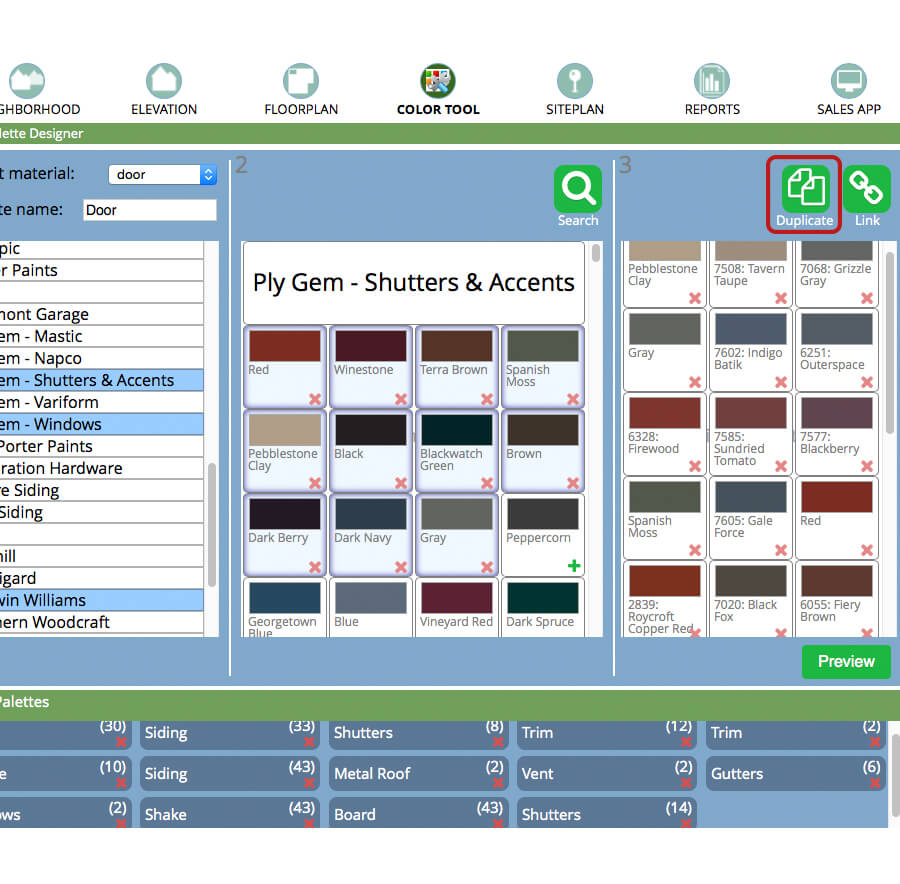 GHBORHOOD
ELEVATION
FLOORPLAN
COLOR TOOL
SITEPLAN
REPORTS
SALES APP
lette Designer
t material:
door
te name:
Door
pic
r Paints
mont Garage
em - Mastic
em - Napco
em - Shutters & Accents
em - Variform
em - Windows
Porter Paints
ration Hardware
re Siding
Siding
nill
igard
win Williams
hern Woodcraft
2
Search
Ply Gem - Shutters & Accents
Red
Winestone
Terra Brown
Spanish
Moss
Pebblestone
Clay
Black
Blackwatch
Green
Brown
Dark Berry
Dark Navy
Gray
Peppercorn
Georgetown
Blue
Blue
Vineyard Red
Dark Spruce
3
Duplicate
Link
Pebblestone
Clay
7508: Tavern
Taupe
7068: Grizzle
Gray
Gray
7602: Indigo
Batik
6251:
Outerspace
6328:
Firewood
7585:
Sundried
Tomato
7577:
Blackberry
Spanish
Moss
7605: Gale
Force
Red
2839:
Roycroft
Copper Red
7020: Black
Fox
6055: Fiery
Brown
Preview
Palettes
(30)
Siding (33)
Shutters (8)
Trim (12)
Trim (2)
e (10)
Siding (43)
Metal Roof (2)
Vent (2)
Gutters (6)
ows (2)
Shake (43)
Board (43)
Shutters (14)